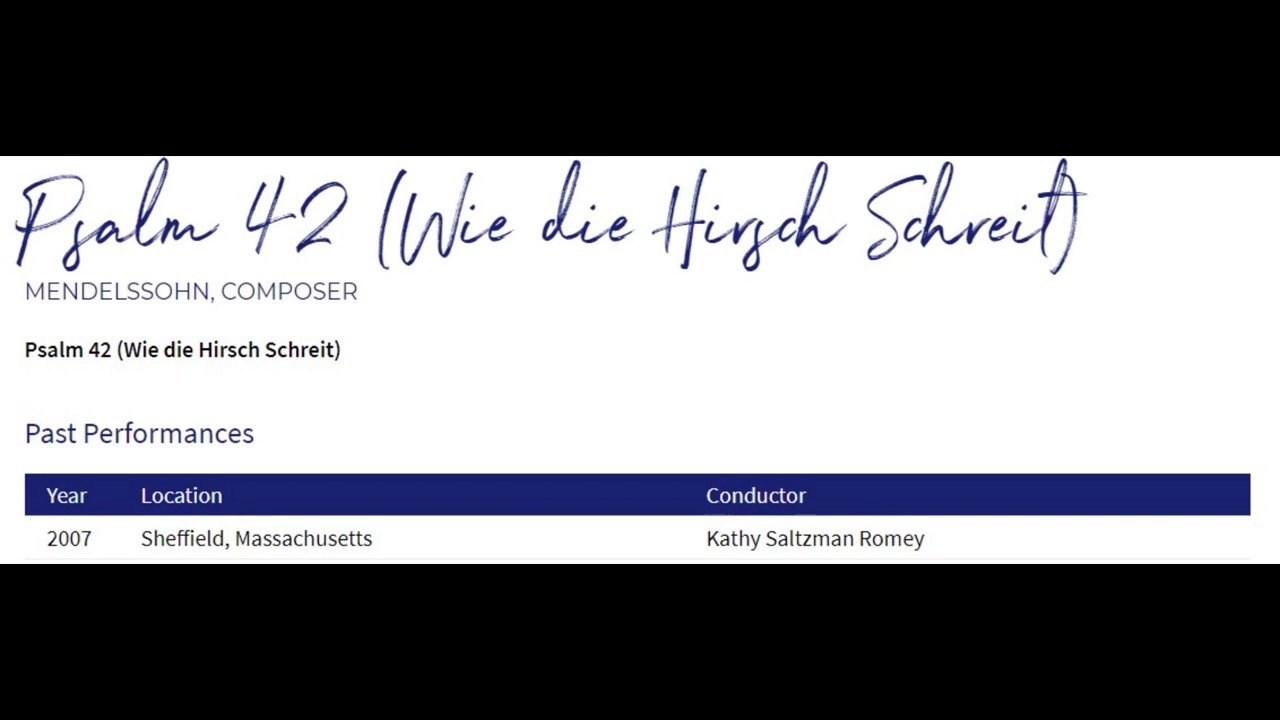 Psalm 42 (Wie die Hirsch Schreit)
MENDELSSOHN, COMPOSER
Psalm 42 (Wie die Hirsch Schreit)
Past Performances
Year Location Conductor
2007 Sheffield, Massachusetts Kathy Saltzman Romey